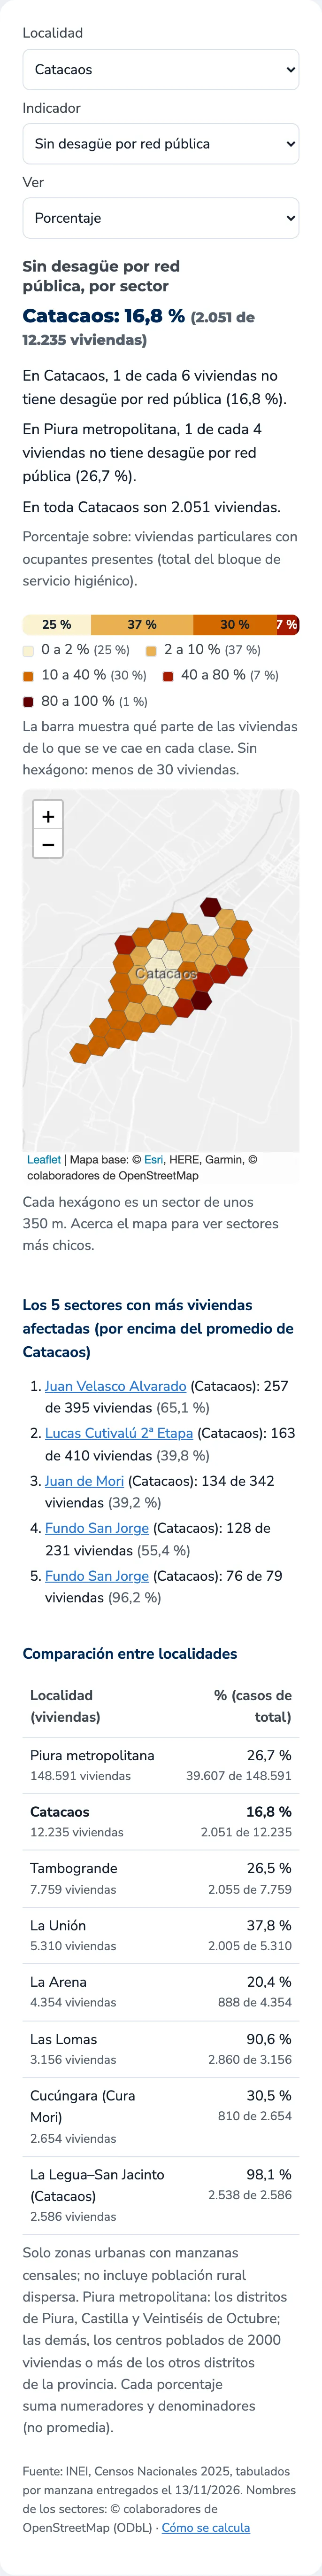 Localidad
Catacaos
Indicador
Sin desagüe por red pública
Ver
Porcentaje
Sin desagüe por red
pública, por sector
Catacaos: 16,8 % (2.051 de
12.235 viviendas)
En Catacaos, 1 de cada 6 viviendas no
tiene desagüe por red pública (16,8 %).
En Piura metropolitana, 1 de cada 4
viviendas no tiene desagüe por red
pública (26,7 %).
En toda Catacaos son 2.051 viviendas.
Porcentaje sobre: viviendas particulares con
ocupantes presentes (total del bloque de
servicio higiénico).
25 % 37 % 30 % 7 %
0 a 2 % (25 %) 2 a 10 % (37 %)
10 a 40 % (30 %) 40 a 80 % (7 %)
80 a 100 % (1 %)
La barra muestra qué parte de las viviendas
de lo que se ve cae en cada clase. Sin
hexágono: menos de 30 viviendas.
+
−
Catacaos
Leaflet | Mapa base: © Esri, HERE, Garmin, ©
colaboradores de OpenStreetMap
Cada hexágono es un sector de unos
350 m. Acerca el mapa para ver sectores
más chicos.
Los 5 sectores con más viviendas
afectadas (por encima del promedio de
Catacaos)
1. Juan Velasco Alvarado (Catacaos): 257
de 395 viviendas (65,1 %)
2. Lucas Cutivalú 2ª Etapa (Catacaos): 163
de 410 viviendas (39,8 %)
3. Juan de Mori (Catacaos): 134 de 342
viviendas (39,2 %)
4. Fundo San Jorge (Catacaos): 128 de
231 viviendas (55,4 %)
5. Fundo San Jorge (Catacaos): 76 de 79
viviendas (96,2 %)
Comparación entre localidades
Localidad % (casos de
(viviendas) total)
Piura metropolitana 26,7 %
148.591 viviendas 39.607 de 148.591
Catacaos 16,8 %
12.235 viviendas 2.051 de 12.235
Tambogrande 26,5 %
7.759 viviendas 2.055 de 7.759
La Unión 37,8 %
5.310 viviendas 2.005 de 5.310
La Arena 20,4 %
4.354 viviendas 888 de 4.354
Las Lomas 90,6 %
3.156 viviendas 2.860 de 3.156
Cucúngara (Cura 30,5 %
Mori) 810 de 2.654
2.654 viviendas
La Legua–San Jacinto 98,1 %
(Catacaos) 2.538 de 2.586
2.586 viviendas
Solo zonas urbanas con manzanas
censales; no incluye población rural
dispersa. Piura metropolitana: los distritos
de Piura, Castilla y Veintiséis de Octubre;
las demás, los centros poblados de 2000
viviendas o más de los otros distritos
de la provincia. Cada porcentaje
suma numeradores y denominadores
(no promedia).
Fuente: INEI, Censos Nacionales 2025, tabulados
por manzana entregados el 13/11/2026. Nombres
de los sectores: © colaboradores de
OpenStreetMap (ODbL) · Cómo se calcula